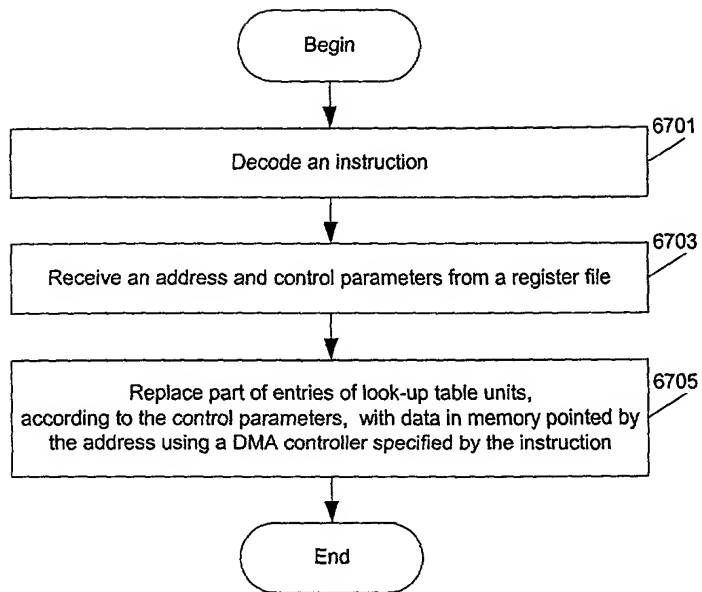 Begin
6701
Decode an instruction
6703
Receive an address and control parameters from a register file
6705
Replace part of entries of look-up table units,
according to the control parameters, with data in memory pointed by
the address using a DMA controller specified by the instruction
End